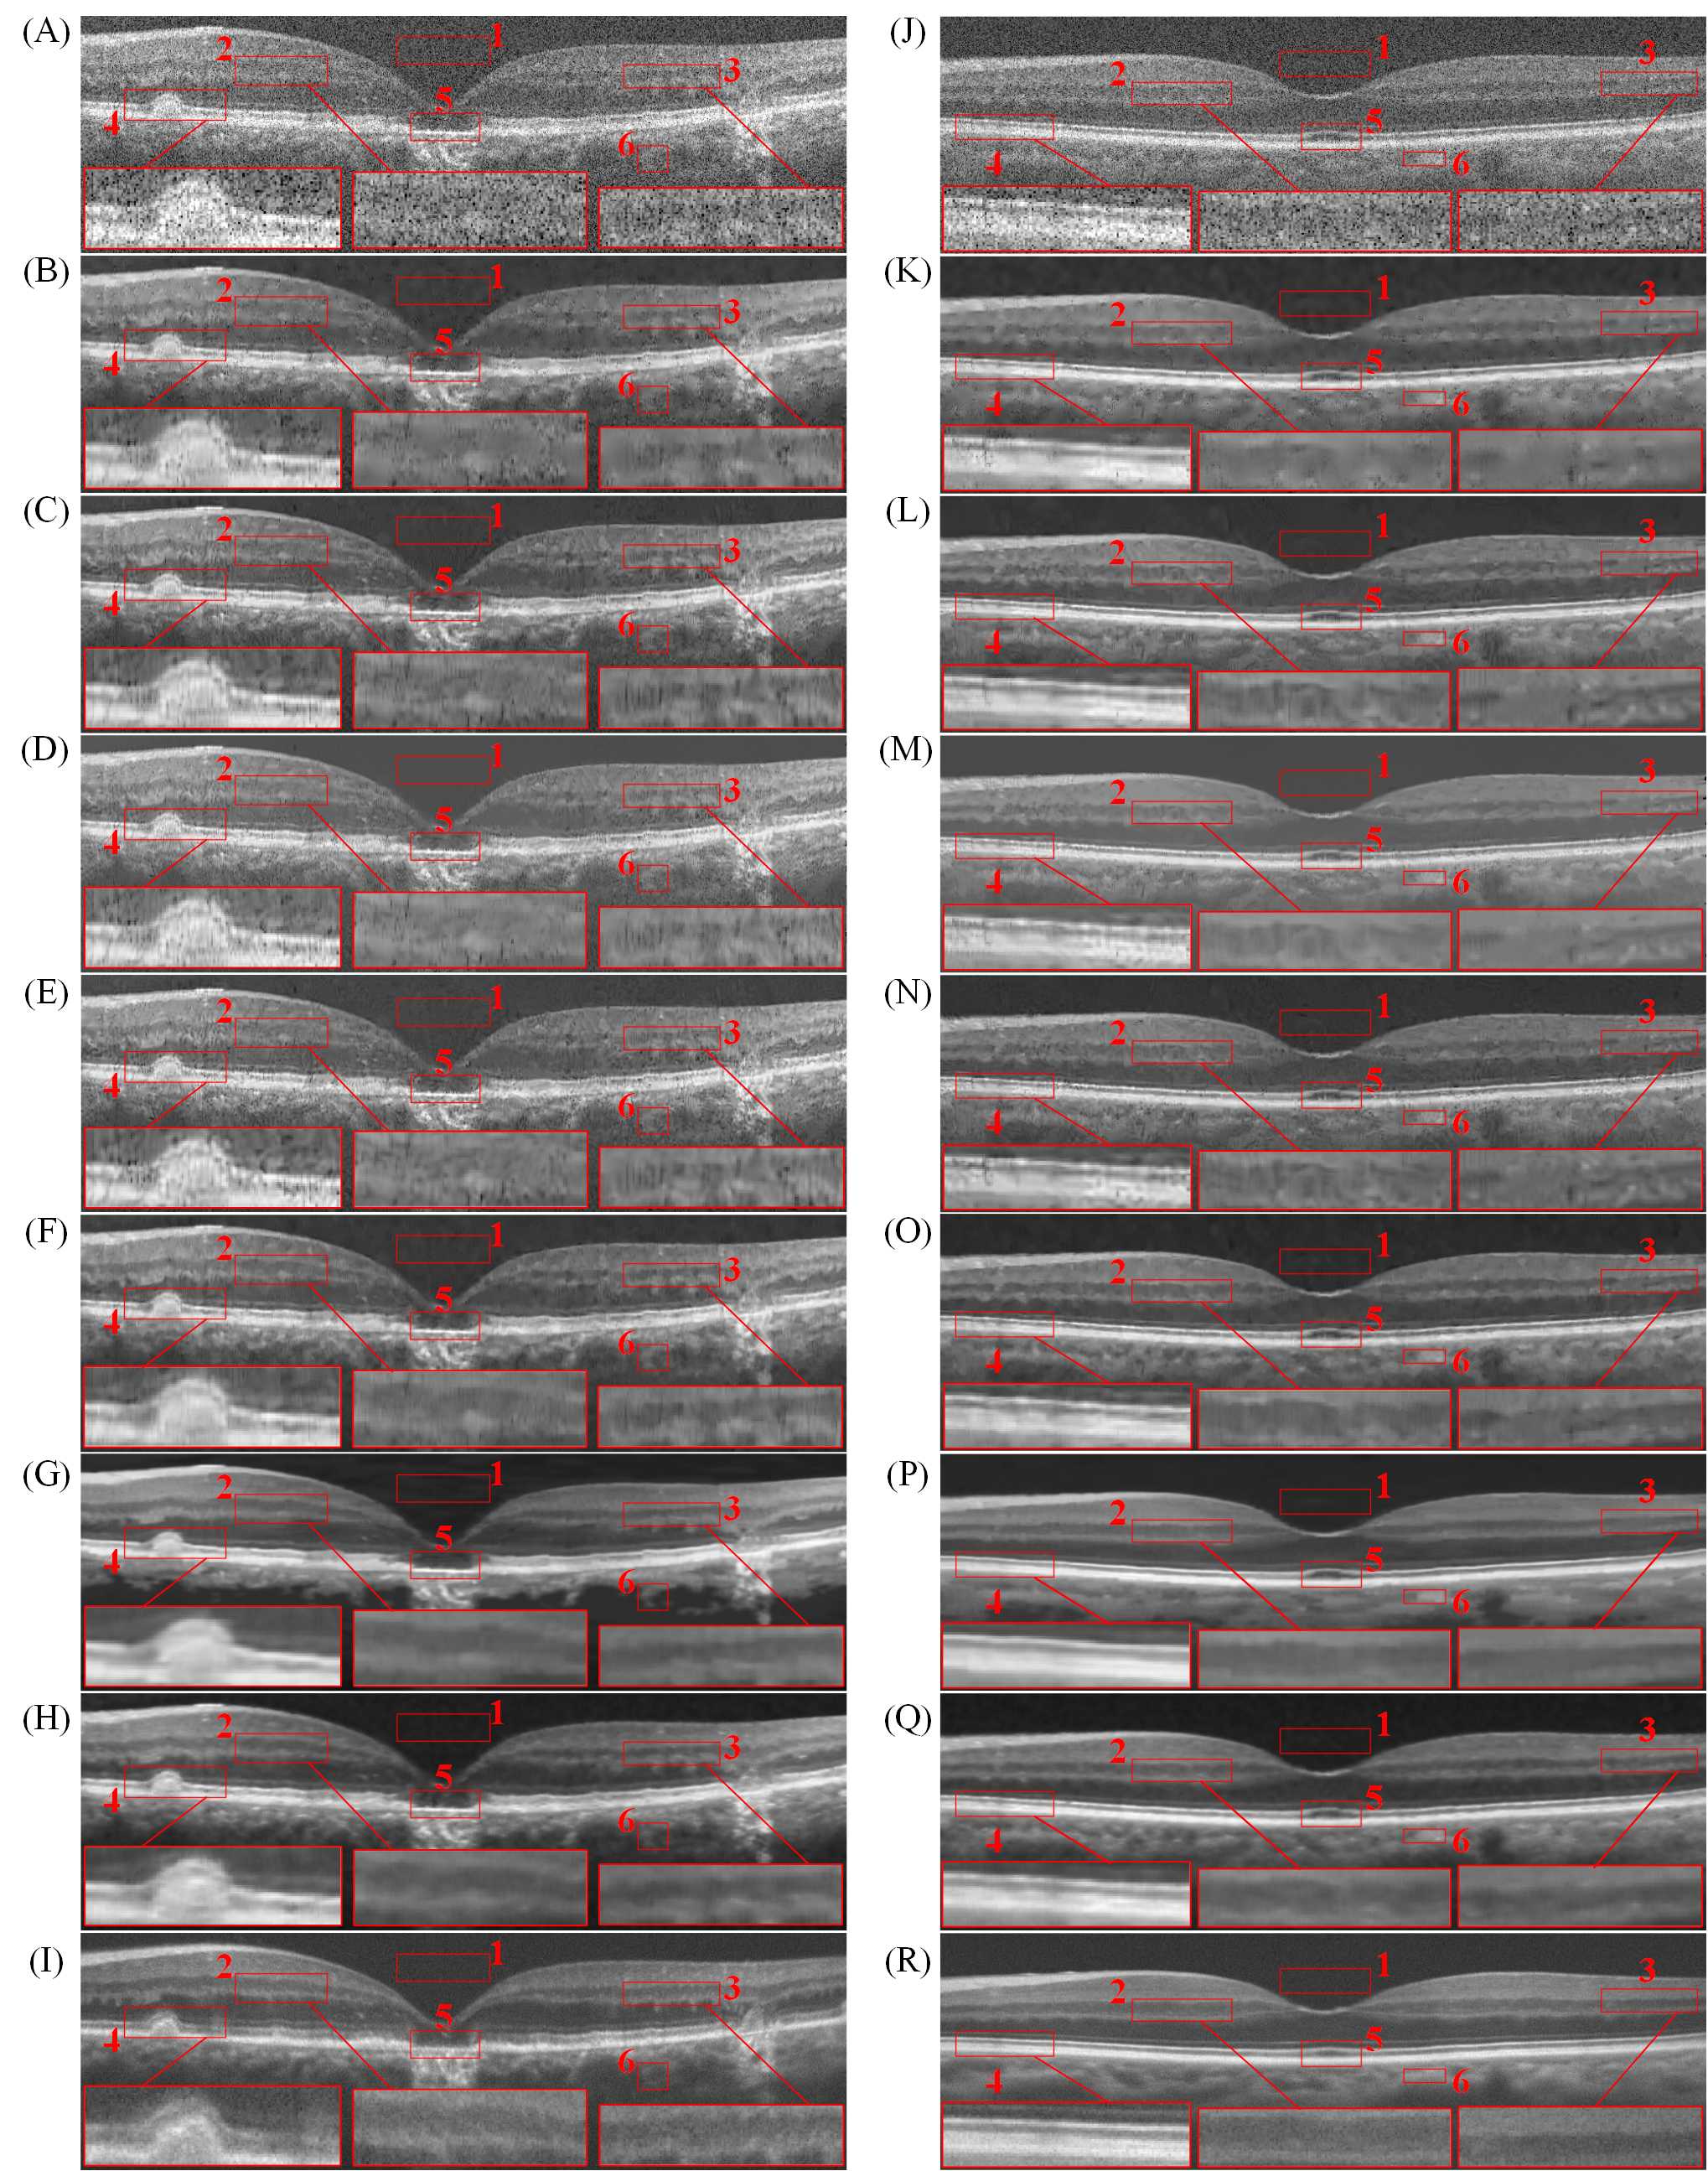 (A) 1 2 3 4 5 6
(J) 1 2 3 4 5 6
(B) 1 2 3 4 5 6
(K) 1 2 3 4 5 6
(C) 1 2 3 4 5 6
(L) 1 2 3 4 5 6
(D) 1 2 3 4 5 6
(M) 1 2 3 4 5 6
(E) 1 2 3 4 5 6
(N) 1 2 3 4 5 6
(F) 1 2 3 4 5 6
(O) 1 2 3 4 5 6
(G) 1 2 3 4 5 6
(P) 1 2 3 4 5 6
(H) 1 2 3 4 5 6
(Q) 1 2 3 4 5 6
(I) 1 2 3 4 5 6
(R) 1 2 3 4 5 6